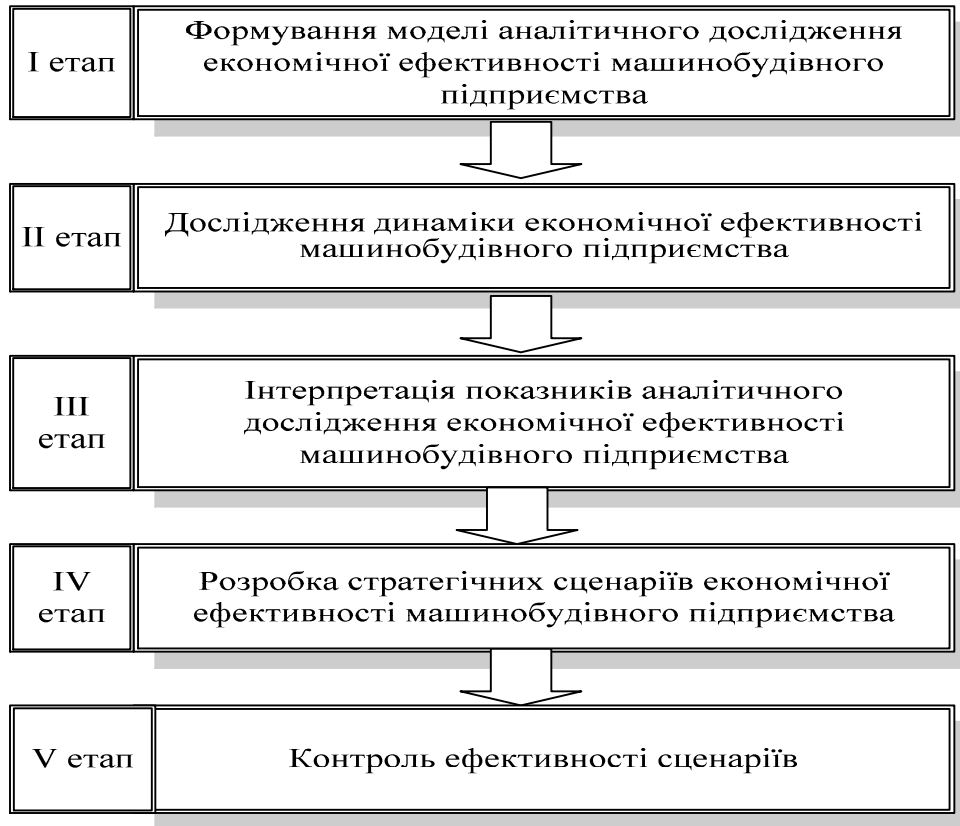 І етап
Формування моделі аналітичного дослідження
економічної ефективності машинобудівного
підприємства
ІІ етап
Дослідження динаміки економічної ефективності
машинобудівного підприємства
ІІІ
етап
Інтерпретація показників аналітичного
дослідження економічної ефективності
машинобудівного підприємства
IV
етап
Розробка стратегічних сценаріїв економічної
ефективності машинобудівного підприємства
V етап
Контроль ефективності сценаріїв